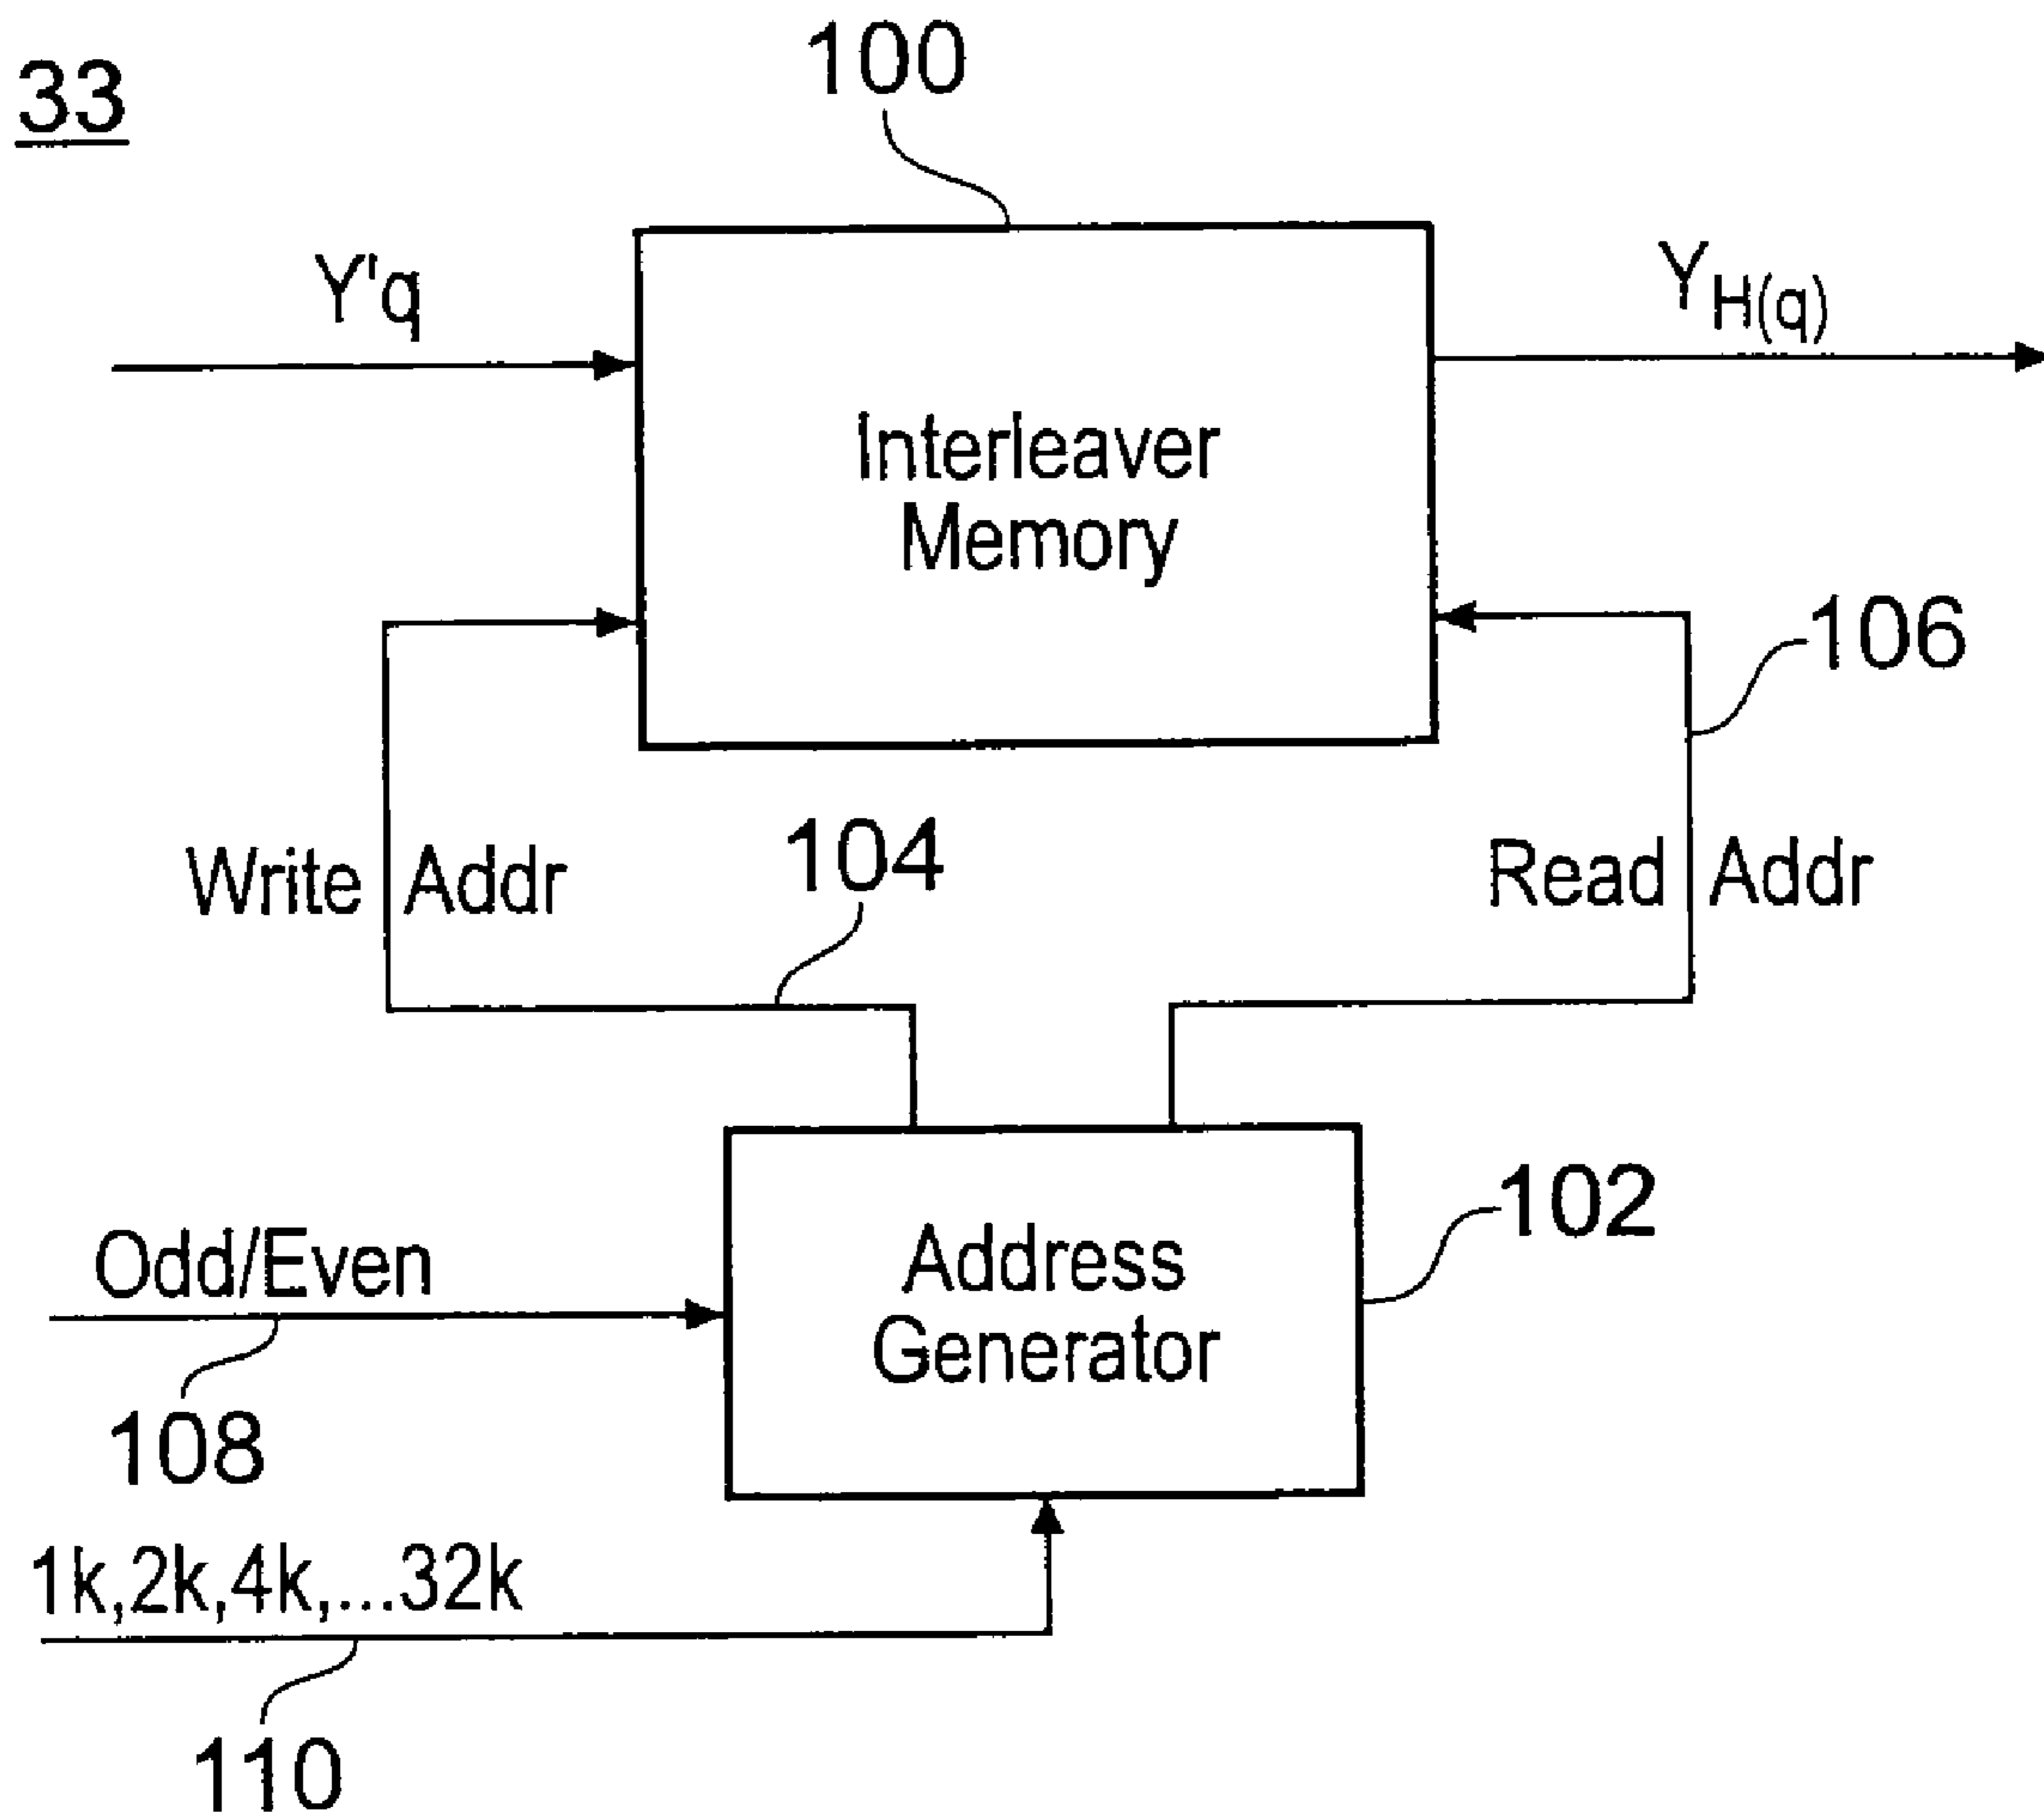 33
100
Y'q
YH(q)
Interleaver
Memory
106
104
Write Addr
Read Addr
102
Odd/Even
Address
Generator
108
1k,2k,4k,...32k
110